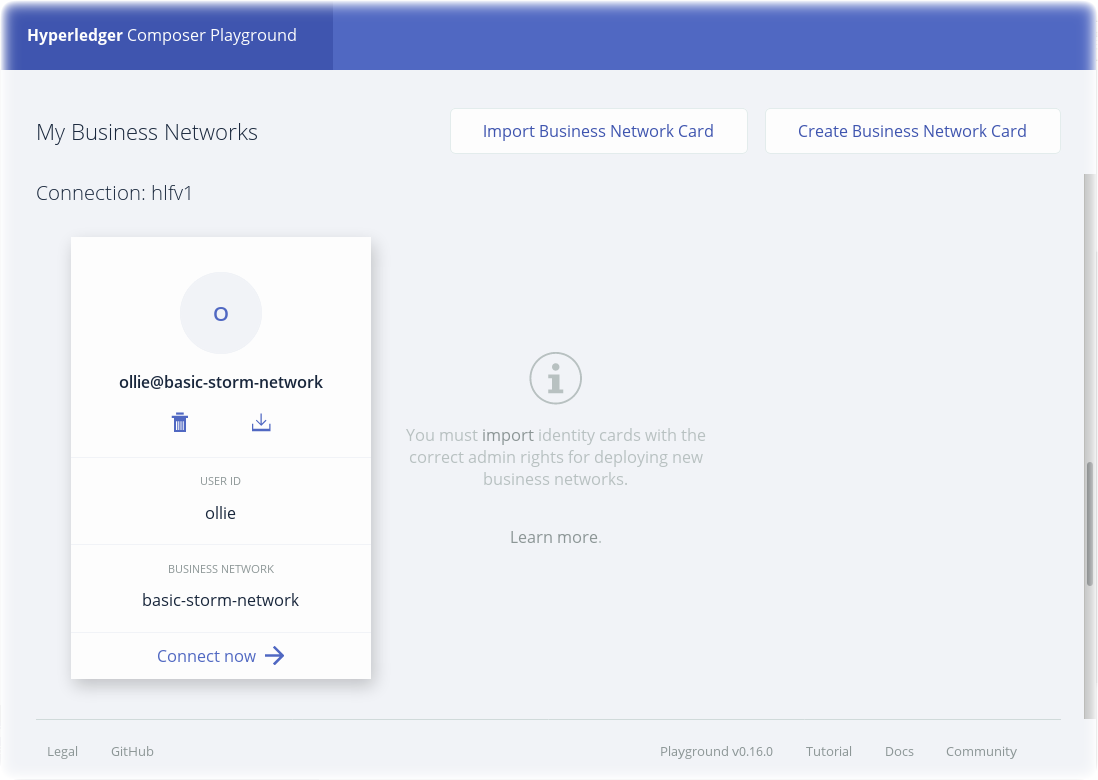 Hyperledger Composer Playground
My Business Networks
Import Business Network Card
Create Business Network Card
Connection: hlfv1
O
ollie@basic-storm-network
USER ID
ollie
BUSINESS NETWORK
basic-storm-network
Connect now
You must import identity cards with the
correct admin rights for deploying new
business networks.
Learn more.
Legal
GitHub
Playground v0.16.0
Tutorial
Docs
Community